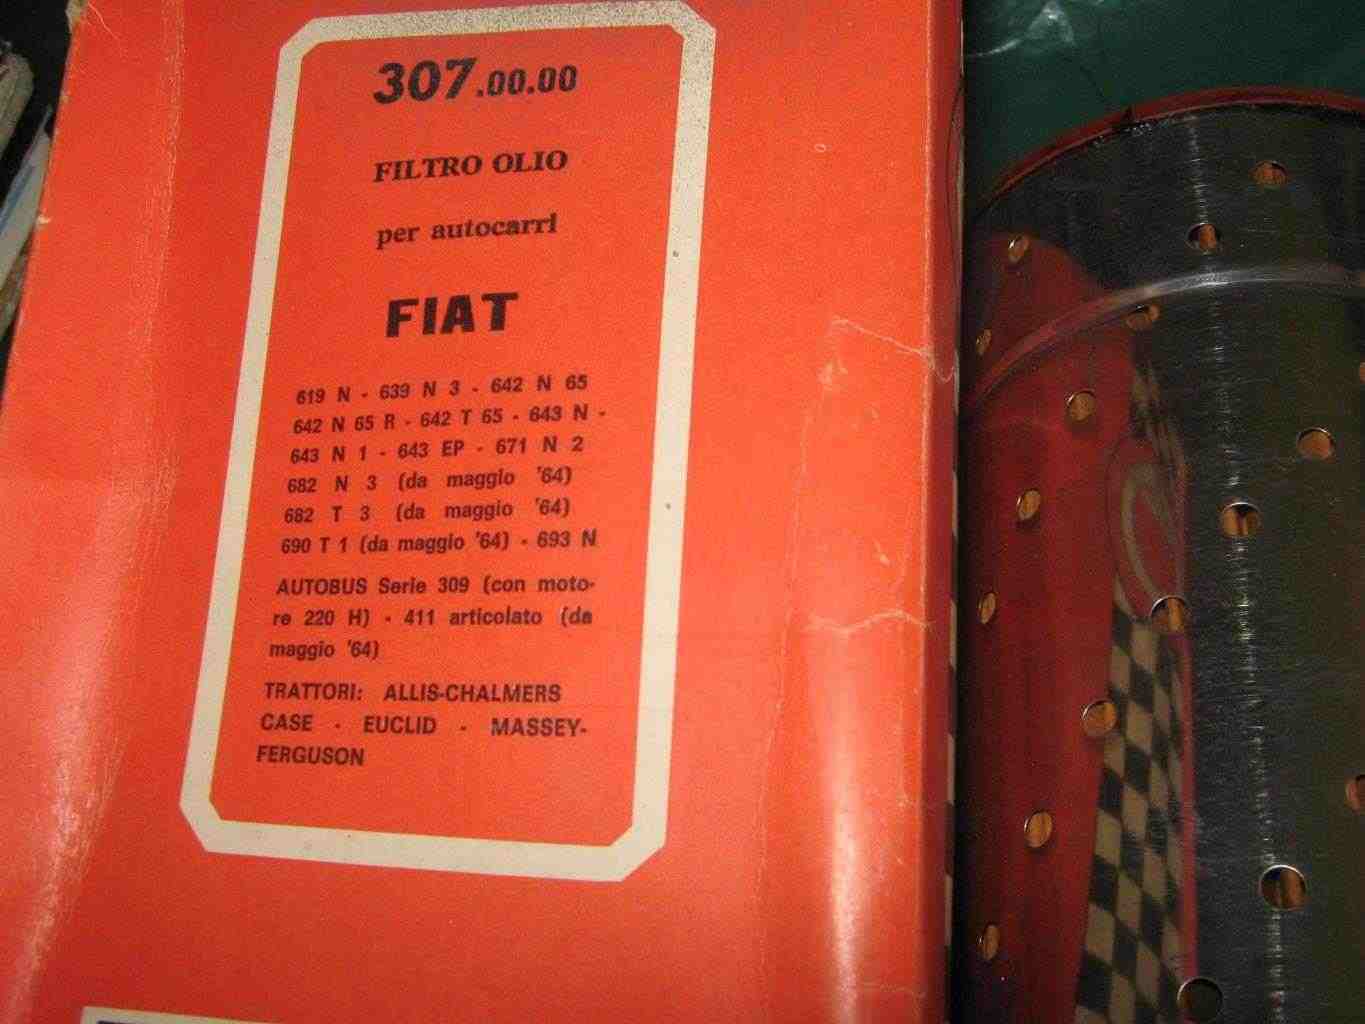 307.00.00
FILTRO OLIO
per autocarri
FIAT
619 N - 639 N 3 - 642 N 65
642 N 65 R - 642 T 65 - 643 N -
643 N 1 - 643 EP - 671 N 2
682 N 3 (da maggio '64)
682 T 3 (da maggio '64)
690 T 1 (da maggio '64) - 693 N
AUTOBUS Serie 309 (con moto-
re 220 H) - 411 articolato (da
maggio '64)
TRATTORI: ALLIS-CHALMERS
CASE - EUCLID - MASSEY-
FERGUSON